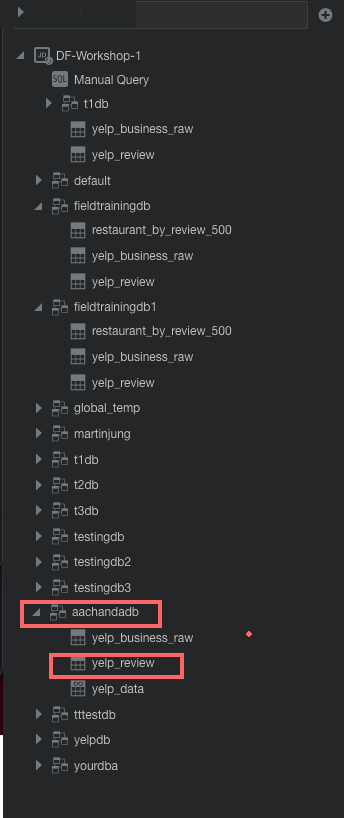 DF-Workshop-1
SQL Manual Query
t1db
yelp_business_raw
yelp_review
default
fieldtrainingdb
restaurant_by_review_500
yelp_business_raw
yelp_review
fieldtrainingdb1
restaurant_by_review_500
yelp_business_raw
yelp_review
global_temp
martinjung
t1db
t2db
t3db
testingdb
testingdb2
testingdb3
aachandadb
yelp_business_raw
yelp_review
yelp_data
tttestdb
yelpdb
yourdba